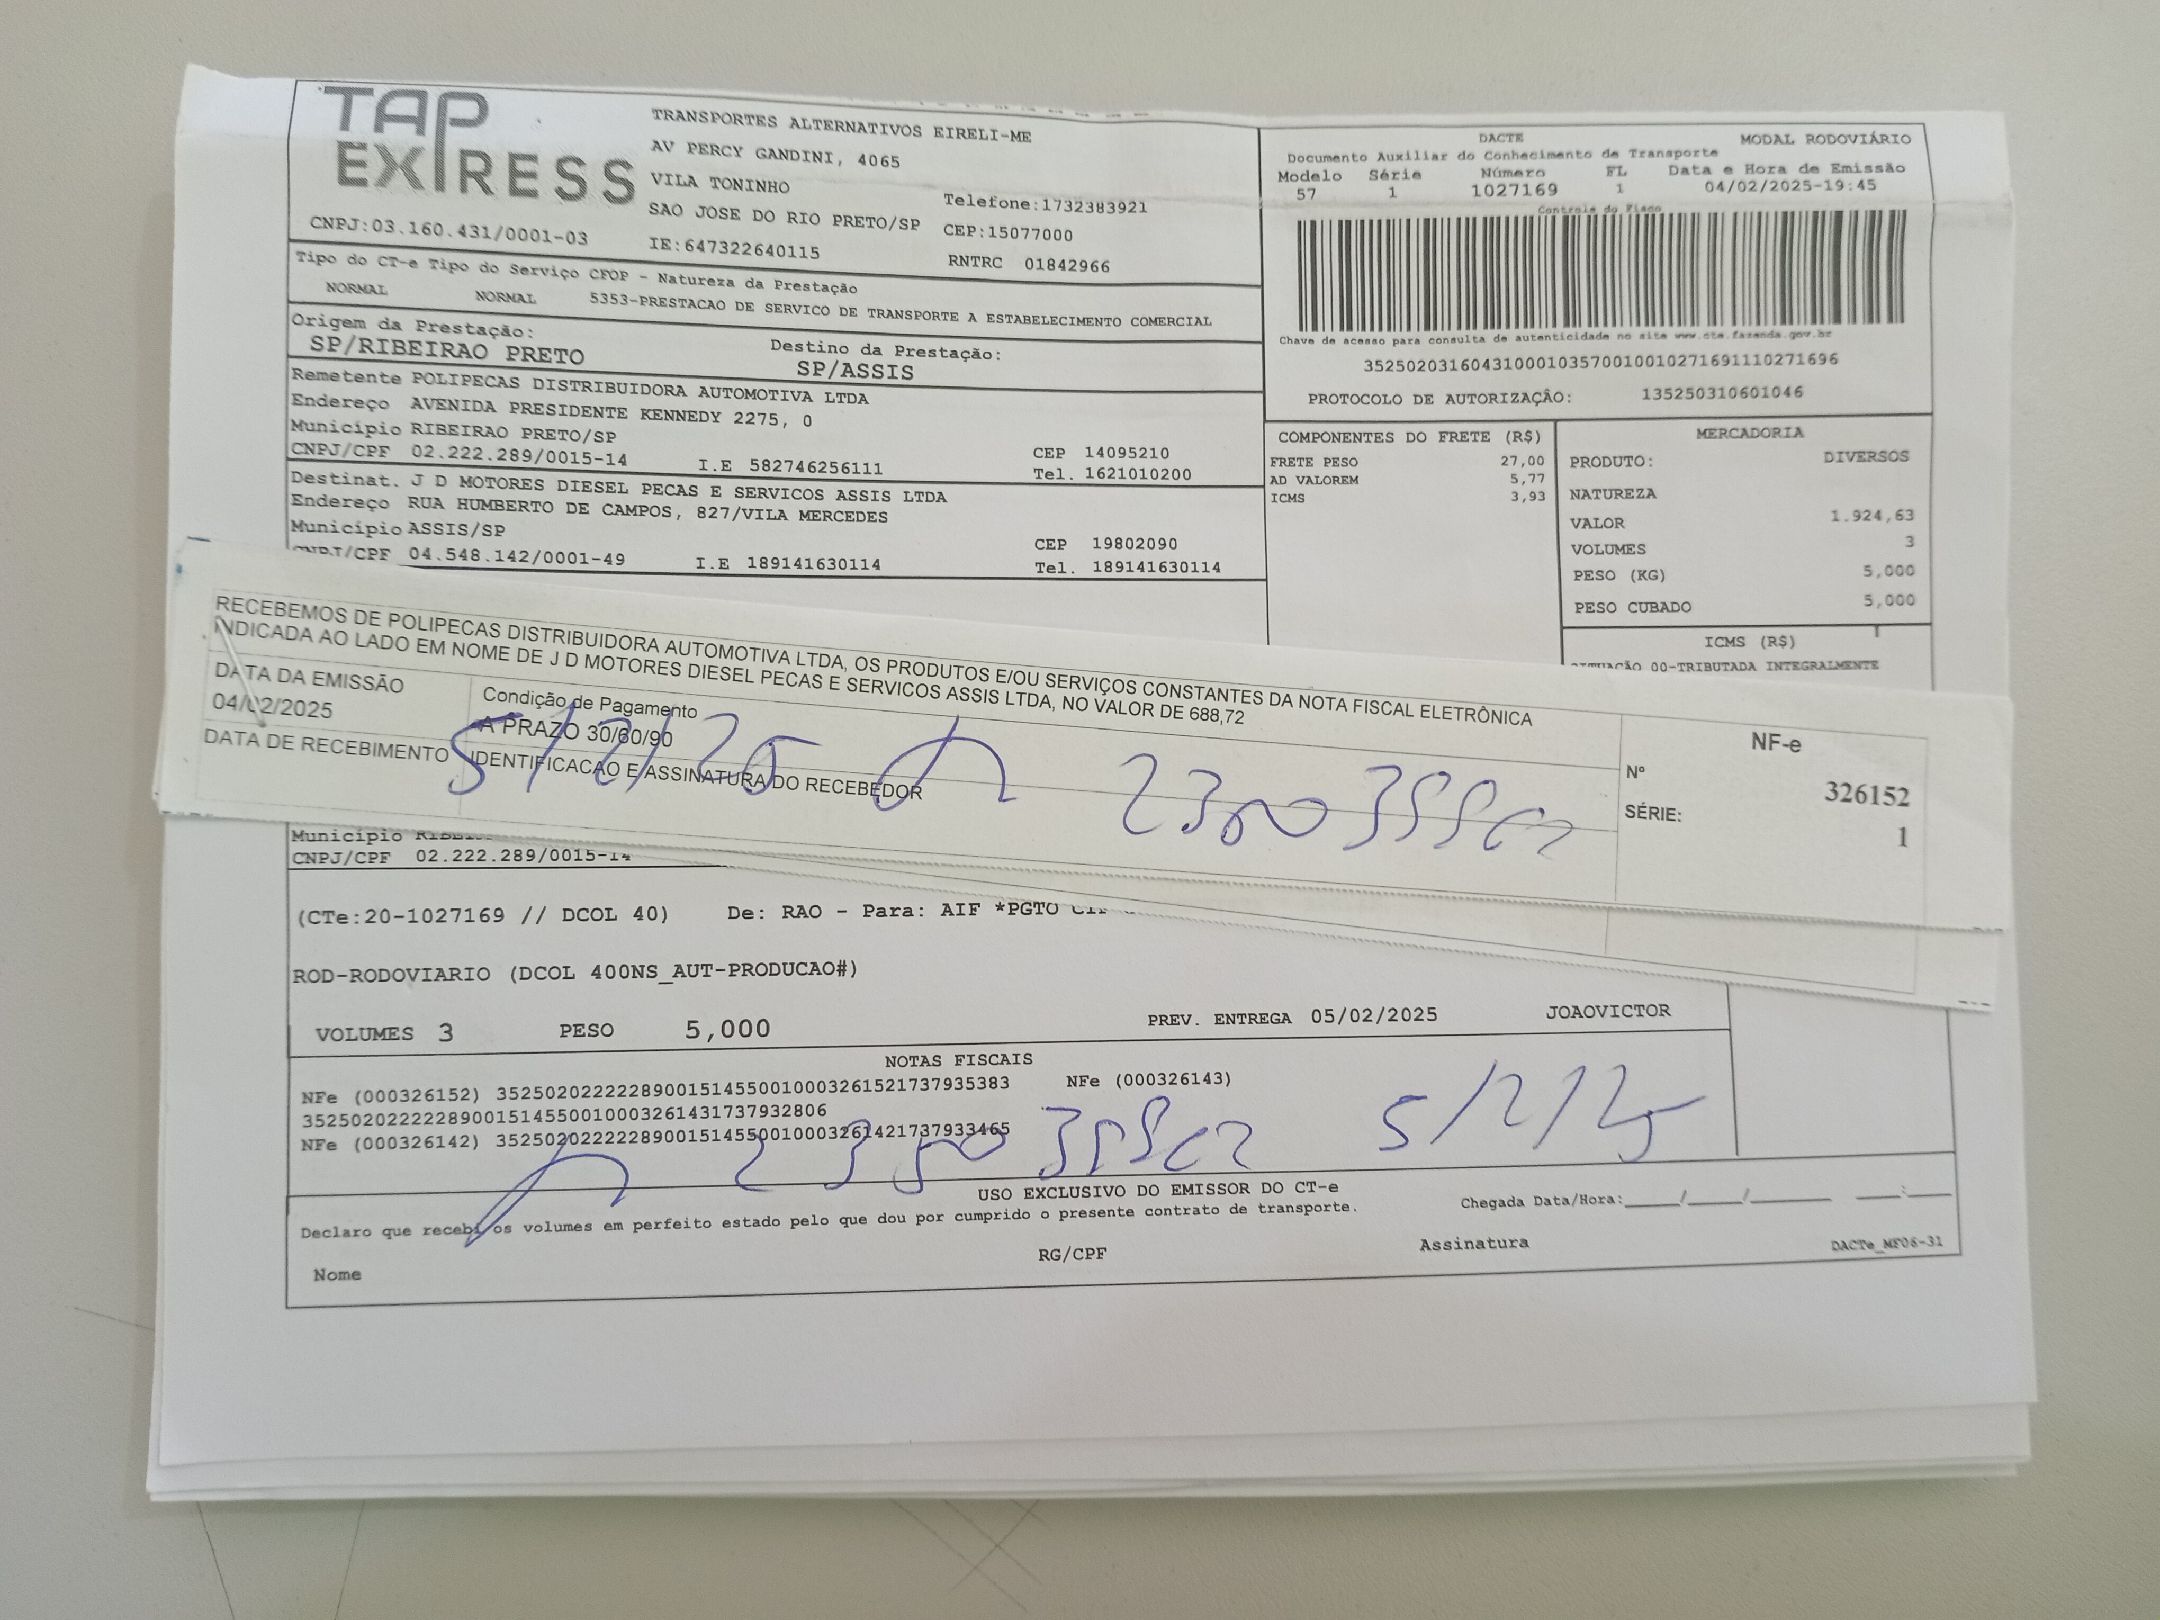 TAP
EXPRESS
CNPJ:03.160.431/0001-03
TRANSPORTES ALTERNATIVOS EIRELI-ME
AV PERCY GANDINI, 4065
VILA TONINHO
SAO JOSE DO RIO PRETO/SP
IE:647322640115
Telefone:1732383921
CEP:15077000
RNTRC 01842966
DACTE MODAL RODOVIÁRIO
Documento Auxiliar do Conhecimento de Transporte
Modelo Série Número FL Data e Hora de Emissão
57 1 1027169 1 04/02/2025-19:45
Controle do Fisco
Chave de acesso para consulta de autenticidade no site www.cte.fazenda.gov.br
35250203160431000103570010010271691110271696
PROTOCOLO DE AUTORIZAÇÃO: 135250310601046
Tipo do CT-e Tipo do Serviço CFOP - Natureza da Prestação
NORMAL NORMAL 5353-PRESTACAO DE SERVICO DE TRANSPORTE A ESTABELECIMENTO COMERCIAL
Origem da Prestação: Destino da Prestação:
SP/RIBEIRAO PRETO SP/ASSIS
Remetente POLIPECAS DISTRIBUIDORA AUTOMOTIVA LTDA
Endereço AVENIDA PRESIDENTE KENNEDY 2275, 0
Município RIBEIRAO PRETO/SP CEP 14095210
CNPJ/CPF 02.222.289/0015-14 I.E 582746256111 Tel. 1621010200
Destinat. J D MOTORES DIESEL PECAS E SERVICOS ASSIS LTDA
Endereço RUA HUMBERTO DE CAMPOS, 827/VILA MERCEDES
Município ASSIS/SP CEP 19802090
CNPJ/CPF 04.548.142/0001-49 I.E 189141630114 Tel. 189141630114
COMPONENTES DO FRETE (R$)
FRETE PESO 27,00
AD VALOREM 5,77
ICMS 3,93
MERCADORIA
PRODUTO: DIVERSOS
NATUREZA
VALOR 1.924,63
VOLUMES 3
PESO (KG) 5,000
PESO CUBADO 5,000
ICMS (R$)
SITUAÇÃO 00-TRIBUTADA INTEGRALMENTE
RECEBEMOS DE POLIPECAS DISTRIBUIDORA AUTOMOTIVA LTDA, OS PRODUTOS E/OU SERVIÇOS CONSTANTES DA NOTA FISCAL ELETRÔNICA
INDICADA AO LADO EM NOME DE J D MOTORES DIESEL PECAS E SERVICOS ASSIS LTDA, NO VALOR DE 688,72
DATA DA EMISSÃO
04/02/2025
Condição de Pagamento
A PRAZO 30/60/90
DATA DE RECEBIMENTO IDENTIFICACAO E ASSINATURA DO RECEBEDOR
5/2/25
NF-e
Nº 326152
SÉRIE: 1
Município
CNPJ/CPF 02.222.289/0015-14
(CTe:20-1027169 // DCOL 40) De: RAO - Para: AIF *PGTO CIF
ROD-RODOVIARIO (DCOL 400NS_AUT-PRODUCAO#)
VOLUMES 3 PESO 5,000 PREV. ENTREGA 05/02/2025 JOAOVICTOR
NOTAS FISCAIS
NFe (000326152) 35250202222289001514550010003261521737935383 NFe (000326143)
35250202222289001514550010003261431737932806
NFe (000326142) 35250202222289001514550010003261421737933465
5/2/25
USO EXCLUSIVO DO EMISSOR DO CT-e
Declaro que recebi os volumes em perfeito estado pelo que dou por cumprido o presente contrato de transporte. Chegada Data/Hora:
Nome RG/CPF Assinatura DACTe_MF06-31